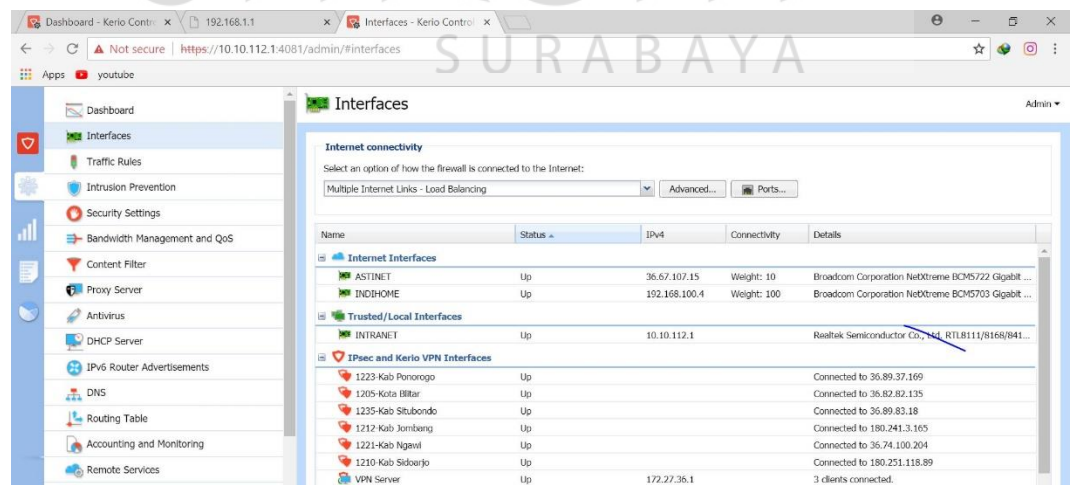 Dashboard - Kerio Contro
192.168.1.1
Interfaces - Kerio Control
Not secure https://10.10.112.1:4081/admin/#interfaces
SURABAYA
Apps youtube
Dashboard
Interfaces
Traffic Rules
Intrusion Prevention
Security Settings
Bandwidth Management and QoS
Content Filter
Proxy Server
Antivirus
DHCP Server
IPv6 Router Advertisements
DNS
Routing Table
Accounting and Monitoring
Remote Services
Interfaces
Admin
Internet connectivity
Select an option of how the firewall is connected to the Internet:
Multiple Internet Links - Load Balancing Advanced... Ports...
Name Status IPv4 Connectivity Details
Internet Interfaces
ASTINET Up 36.67.107.15 Weight: 10 Broadcom Corporation NetXtreme BCM5722 Gigabit ...
INDIHOME Up 192.168.100.4 Weight: 100 Broadcom Corporation NetXtreme BCM5703 Gigabit ...
Trusted/Local Interfaces
INTRANET Up 10.10.112.1 Realtek Semiconductor Co., Ltd. RTL8111/8168/841...
IPsec and Kerio VPN Interfaces
1223-Kab Ponorogo Up Connected to 36.89.37.169
1205-Kota Blitar Up Connected to 36.82.82.135
1235-Kab Situbondo Up Connected to 36.89.83.18
1212-Kab Jombang Up Connected to 180.241.3.165
1221-Kab Ngawi Up Connected to 36.74.100.204
1210-Kab Sidoarjo Up Connected to 180.251.118.89
VPN Server Up 172.27.36.1 3 clients connected.